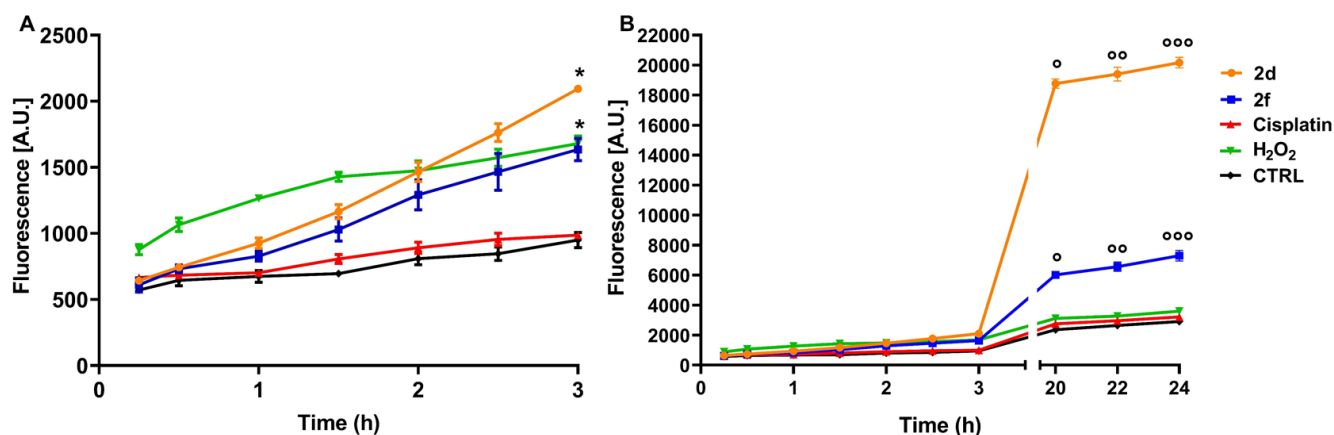 A
2500
2000
1500
1000
500
0
Fluorescence [A.U.]
*
*
0
1
2
3
Time (h)
B
22000
20000
18000
16000
14000
12000
10000
8000
6000
4000
2000
0
Fluorescence [A.U.]
° °° °°°
° °° °°°
0
1
2
3
20
22
24
Time (h)
2d
2f
Cisplatin
H₂O₂
CTRL